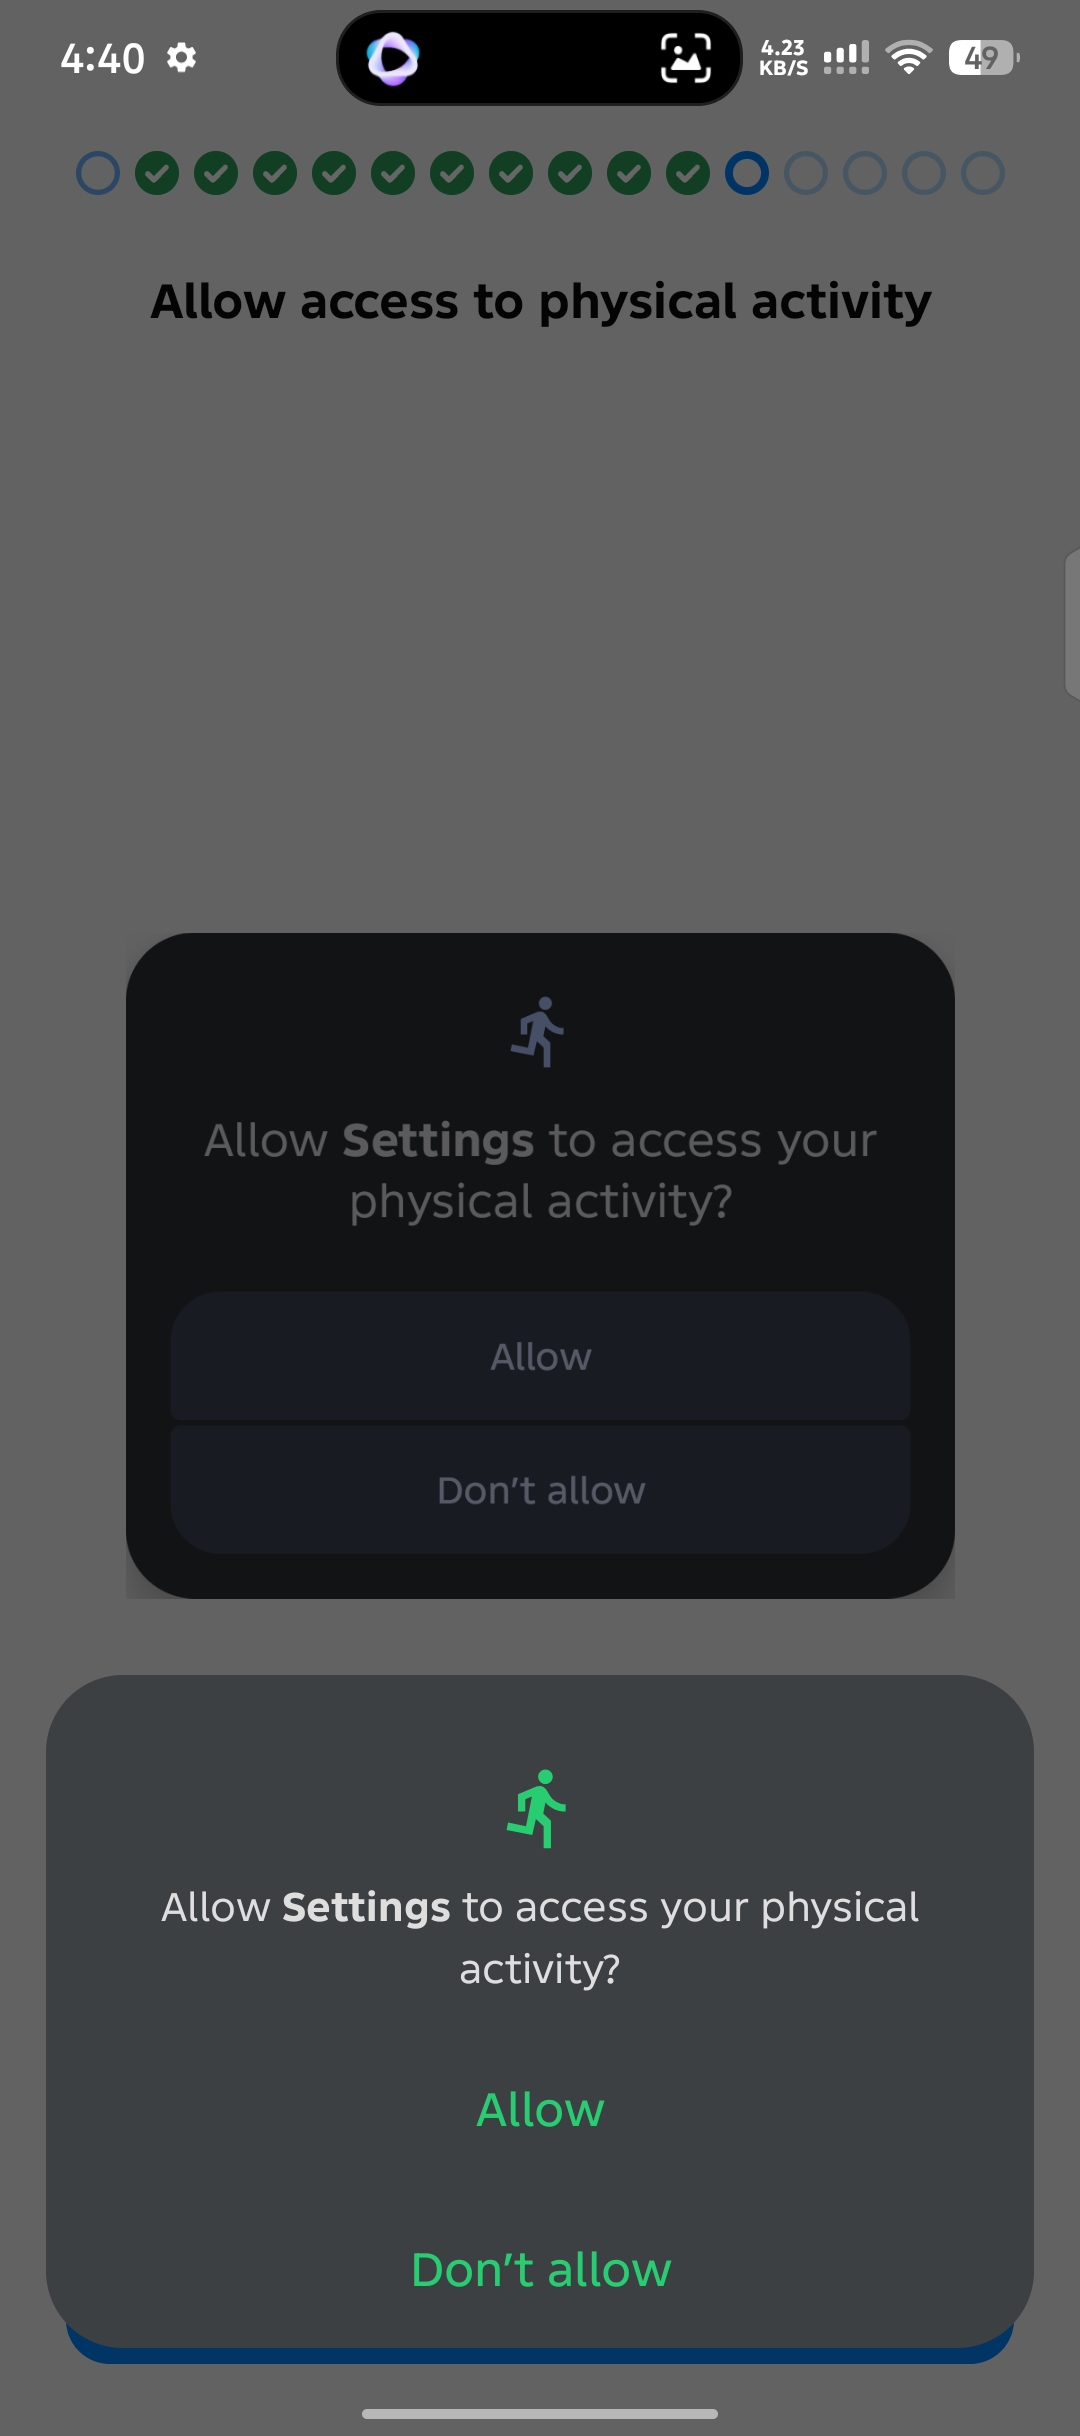 4:40
4.23
KB/S
49
Allow access to physical activity
Allow Settings to access your
physical activity?
Allow
Don't allow
Allow Settings to access your physical
activity?
Allow
Don't allow